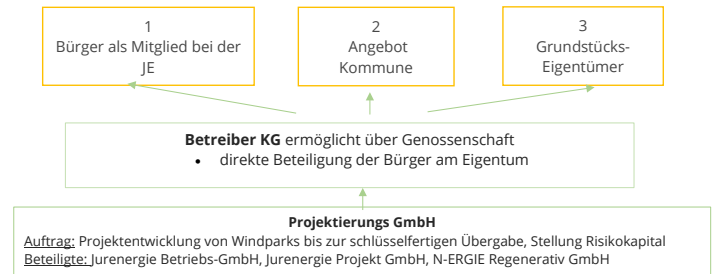 1
Bürger als Mitglied bei der
JE
2
Angebot
Kommune
3
Grundstücks-
Eigentümer
Betreiber KG ermöglicht über Genossenschaft
• direkte Beteiligung der Bürger am Eigentum
Projektierungs GmbH
Auftrag: Projektentwicklung von Windparks bis zur schlüsselfertigen Übergabe, Stellung Risikokapital
Beteiligte: Jurenergie Betriebs-GmbH, Jurenergie Projekt GmbH, N-ERGIE Regenerativ GmbH